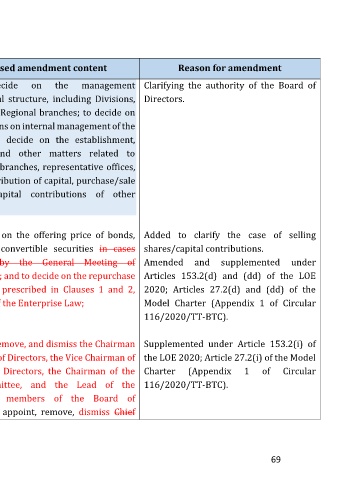 sed amendment content
Reason for amendment
ecide on the management
l structure, including Divisions,
Regional branches; to decide on
ns on internal management of the
decide on the establishment,
nd other matters related to
branches, representative offices,
ribution of capital, purchase/sale
apital contributions of other
Clarifying the authority of the Board of
Directors.
on the offering price of bonds,
convertible securities in cases
by the General Meeting of
; and to decide on the repurchase
prescribed in Clauses 1 and 2,
f the Enterprise Law;
Added to clarify the case of selling
shares/capital contributions.
Amended and supplemented under
Articles 153.2(d) and (dd) of the LOE
2020; Articles 27.2(d) and (dd) of the
Model Charter (Appendix 1 of Circular
116/2020/TT-BTC).
emove, and dismiss the Chairman
of Directors, the Vice Chairman of
Directors, the Chairman of the
mittee, and the Lead of the
members of the Board of
appoint, remove, dismiss Chief
Supplemented under Article 153.2(i) of
the LOE 2020; Article 27.2(i) of the Model
Charter (Appendix 1 of Circular
116/2020/TT-BTC).
69